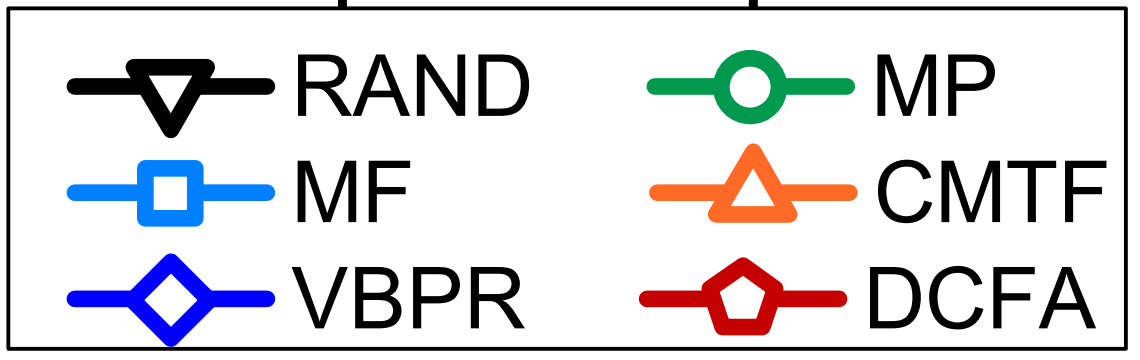 RAND MP
MF CMTF
VBPR DCFA